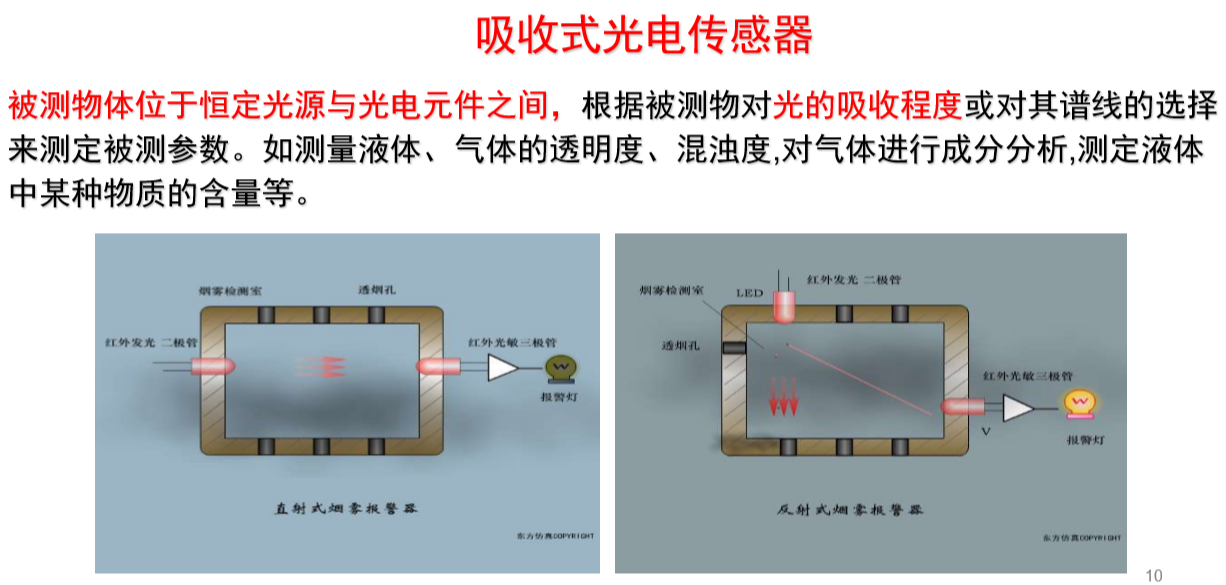 吸收式光电传感器
被测物体位于恒定光源与光电元件之间，根据被测物对光的吸收程度或对其谱线的选择
来测定被测参数。如测量液体、气体的透明度、混浊度,对气体进行成分分析,测定液体
中某种物质的含量等。
烟雾检测室
透烟孔
红外发光 二极管
红外光敏三极管
W
报警灯
直射式烟雾报警器
东方仿真COPYRIGHT
烟雾检测室
LED
红外发光 二极管
透烟孔
红外光敏三极管
W
V
报警灯
反射式烟雾报警器
东方仿真COPYRIGHT
10